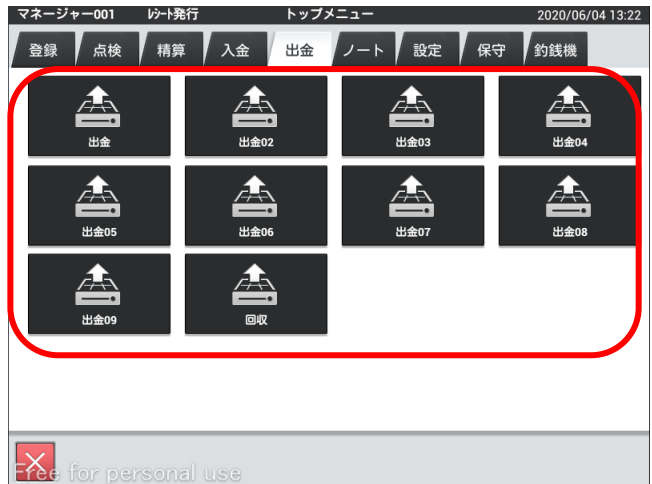 マネージャー001 ﾚｼｰﾄ発行 トップメニュー 2020/06/04 13:22
登録 点検 精算 入金 出金 ノート 設定 保守 釣銭機
出金 出金02 出金03 出金04
出金05 出金06 出金07 出金08
出金09 回収
Free for personal use